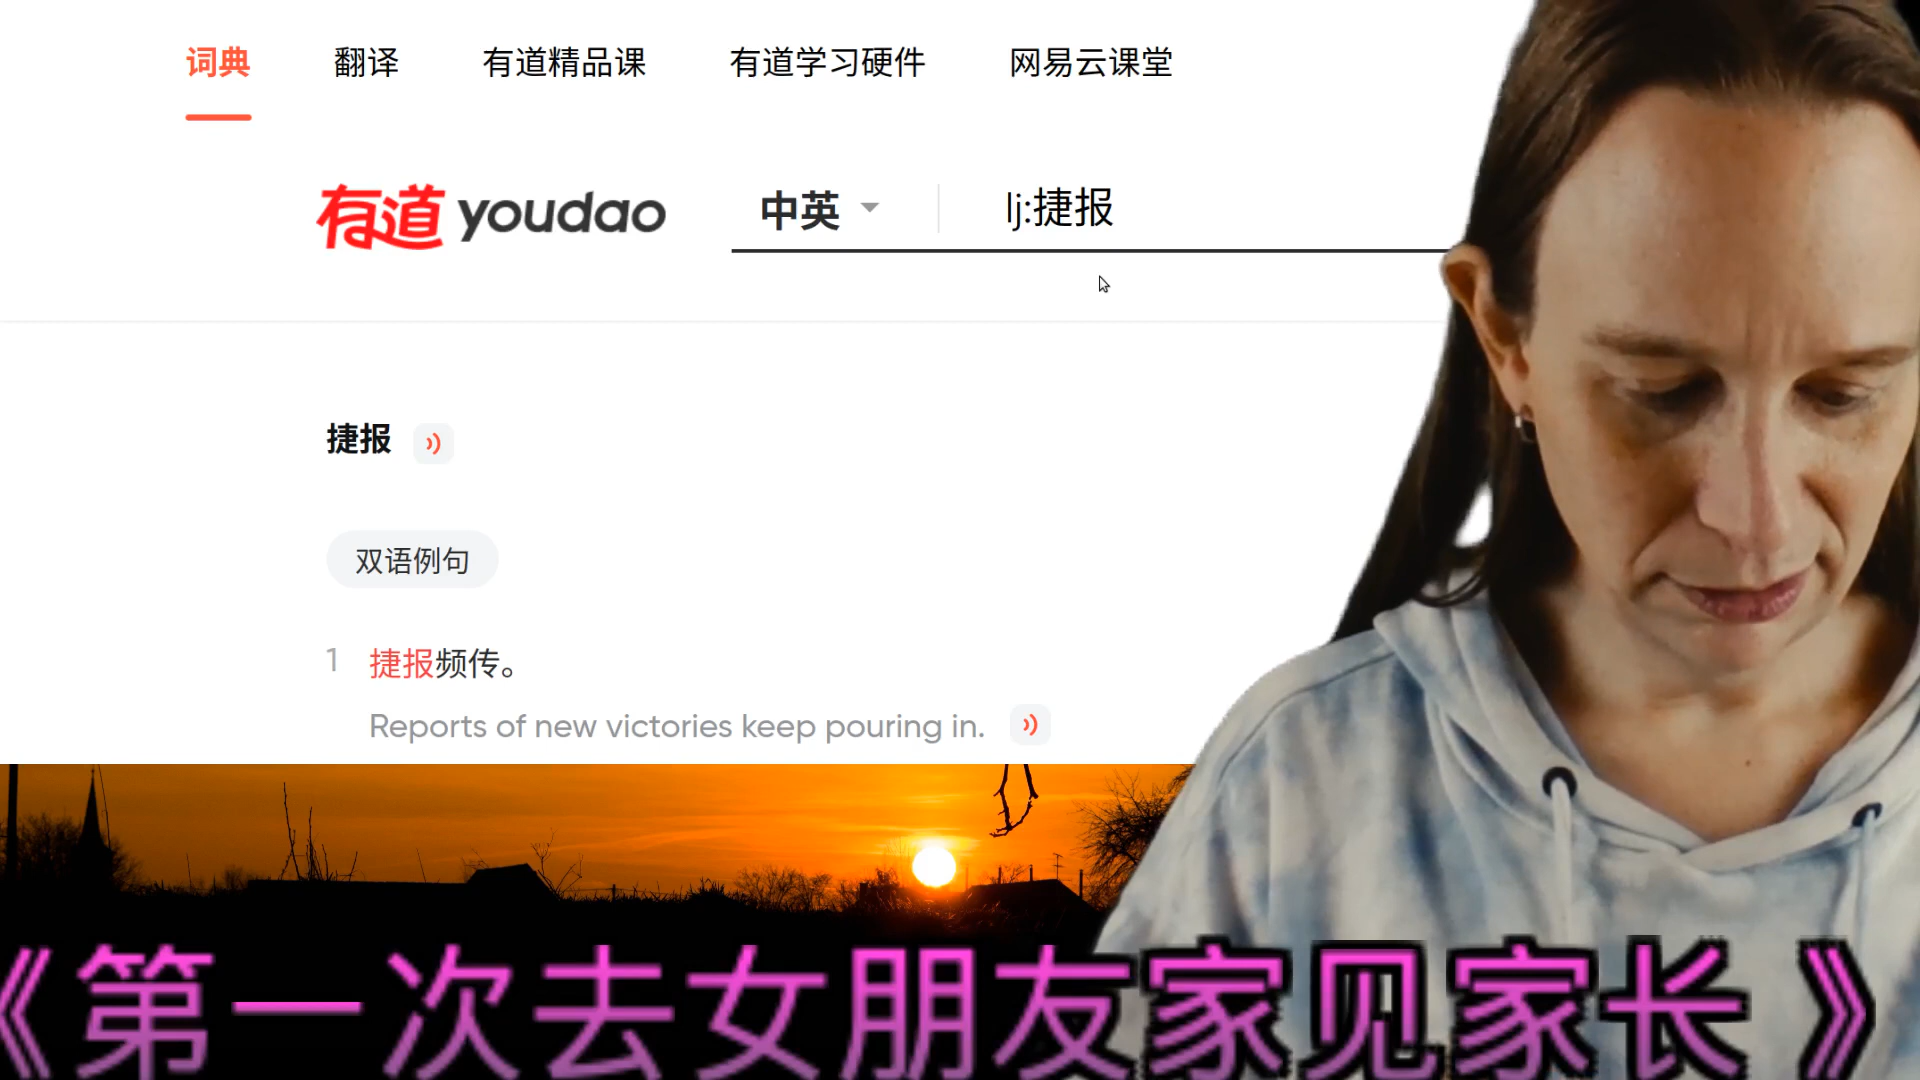 词典 翻译 有道精品课 有道学习硬件 网易云课堂
有道 youdao 中英 lj:捷报
捷报
双语例句
1 捷报频传。
Reports of new victories keep pouring in.
《第一次去女朋友家见家长》